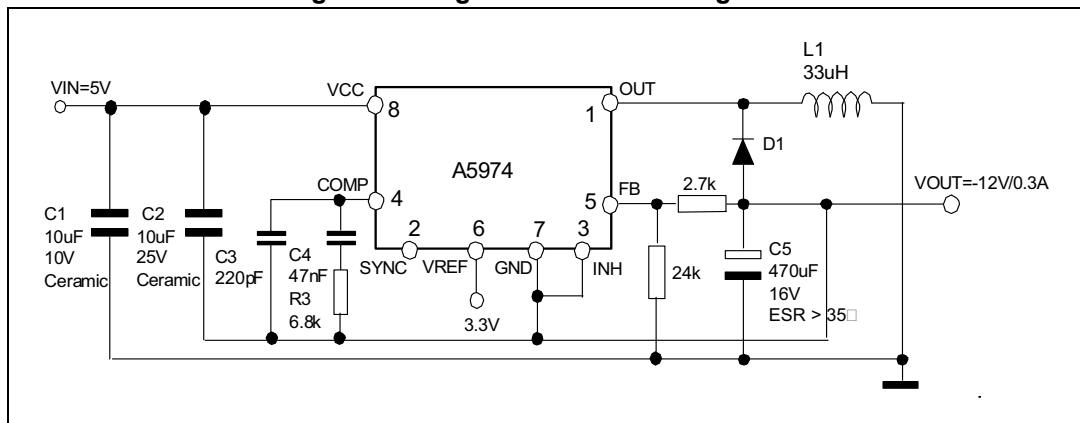 L1
33uH
VIN=5V
VCC
OUT
8
1
D1
A5974
COMP
FB
2.7k
VOUT=-12V/0.3A
4
5
C1
10uF
10V
Ceramic
C2
10uF
25V
Ceramic
C3
220pF
C4
47nF
R3
6.8k
2
6
7
3
SYNC
VREF
GND
INH
3.3V
24k
C5
470uF
16V
ESR > 35